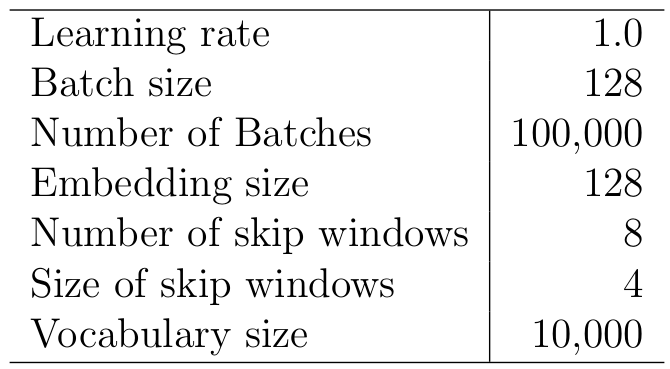 Learning rate 1.0
Batch size 128
Number of Batches 100,000
Embedding size 128
Number of skip windows 8
Size of skip windows 4
Vocabulary size 10,000